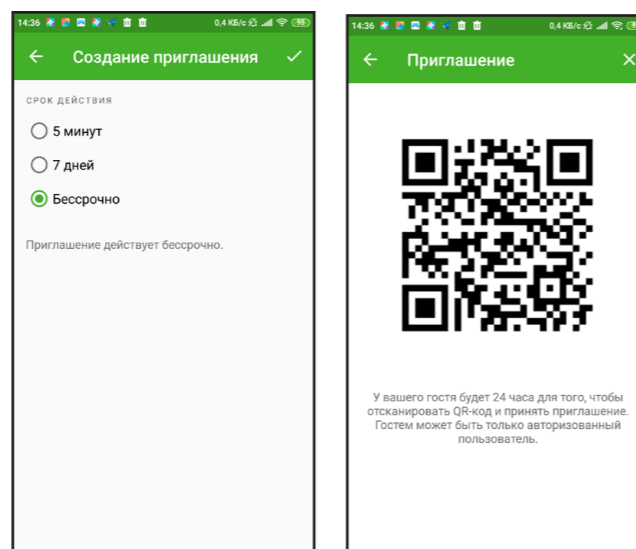 14:36 0,4 КБ/с 98
Создание приглашения
СРОК ДЕЙСТВИЯ
5 минут
7 дней
Бессрочно
Приглашение действует бессрочно.
14:36 0,4 КБ/с
Приглашение
У вашего гостя будет 24 часа для того, чтобы
отсканировать QR-код и принять приглашение.
Гостем может быть только авторизованный
пользователь.